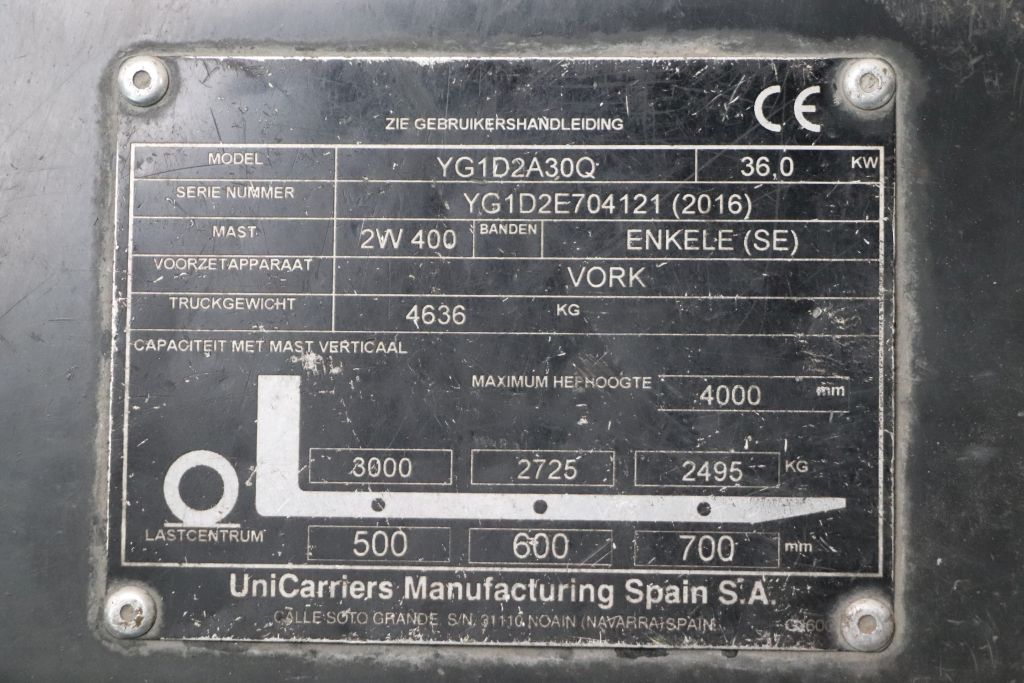 CE
ZIE GEBRUIKERSHANDLEIDING
MODEL YG1D2A30Q 36,0 KW
SERIE NUMMER YG1D2E704121 (2016)
MAST 2W 400 BANDEN ENKELE (SE)
VOORZETAPPARAAT VORK
TRUCKGEWICHT 4636 KG
CAPACITEIT MET MAST VERTICAAL
MAXIMUM HEFHOOGTE 4000 mm
3000 2725 2495 KG
LASTCENTRUM 500 600 700 mm
UniCarriers Manufacturing Spain S.A.
CALLE SOTO GRANDE, S/N, 31110 NOAIN (NAVARRA) SPAIN